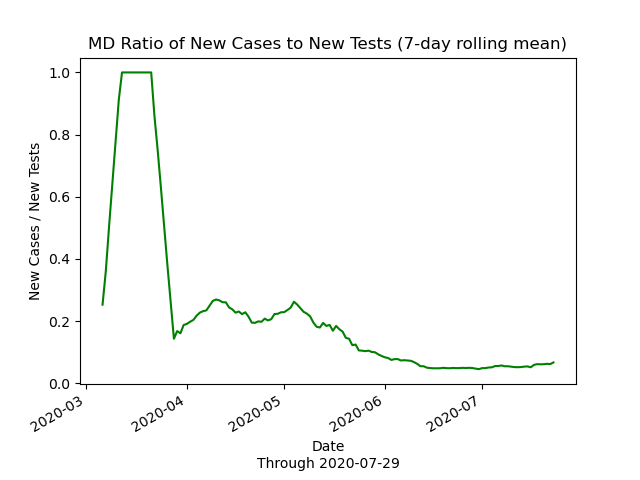 MD Ratio of New Cases to New Tests (7-day rolling mean)
1.0
0.8
0.6
0.4
0.2
0.0
New Cases / New Tests
2020-03
2020-04
2020-05
2020-06
2020-07
Date
Through 2020-07-29